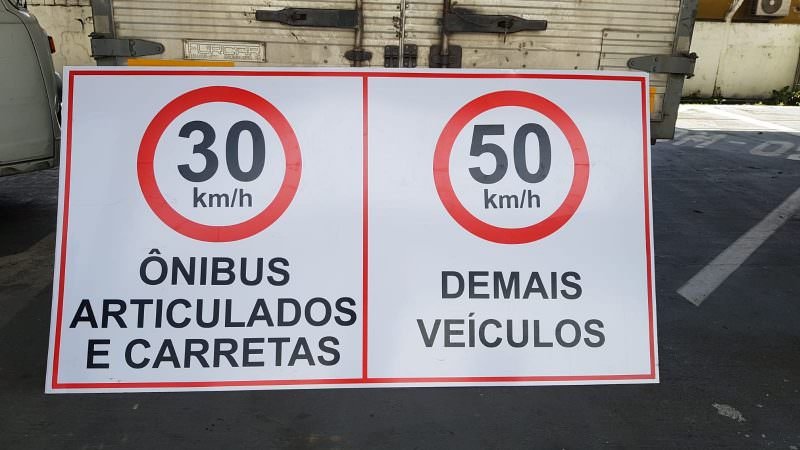 30
km/h
ÔNIBUS
ARTICULADOS
E CARRETAS
50
km/h
DEMAIS
VEÍCULOS